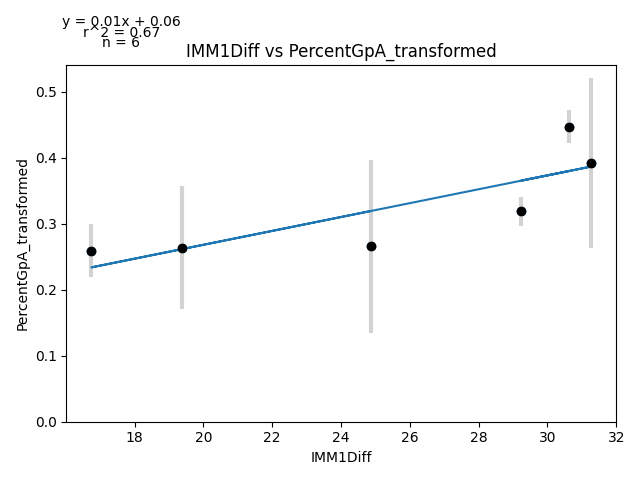 y = 0.01x + 0.06
r^2 = 0.67
n = 6
IMM1Diff vs PercentGpA_transformed
PercentGpA_transformed
0.5
0.4
0.3
0.2
0.1
0.0
18 20 22 24 26 28 30 32
IMM1Diff